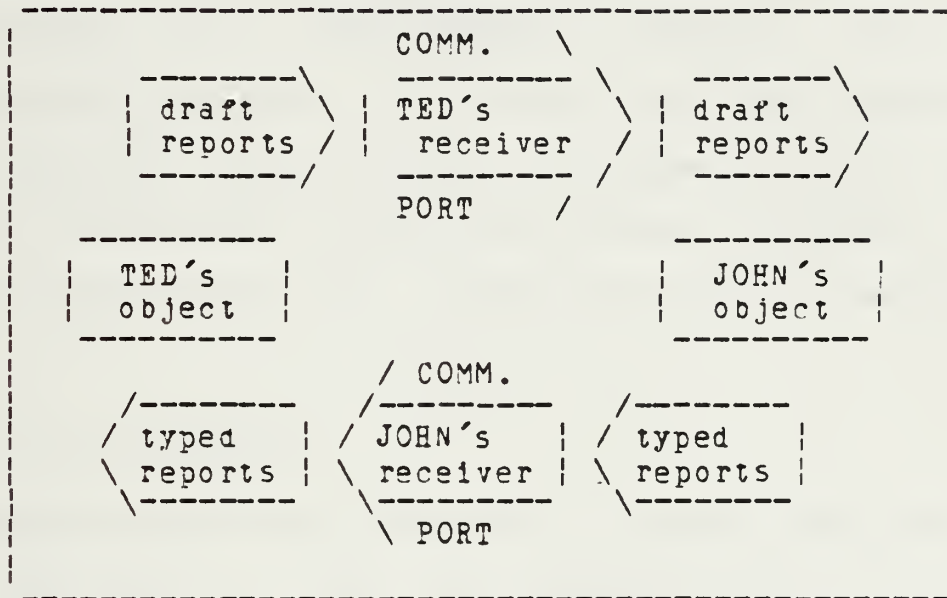 COMM.
draft TED's draft
reports receiver reports
PORT
TED's JOHN's
object object
COMM.
typed JOHN's typed
reports receiver reports
PORT